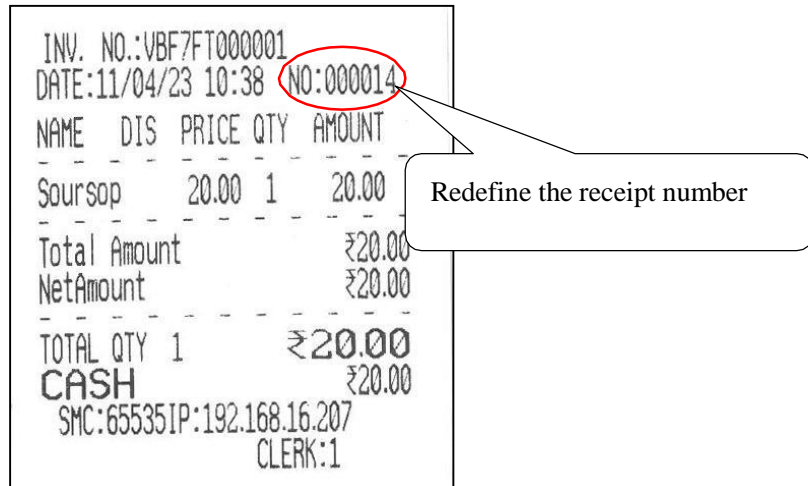 INV. NO.:VBF7FT000001
DATE:11/04/23 10:38 NO:000014
NAME DIS PRICE QTY AMOUNT
Soursop 20.00 1 20.00
Redefine the receipt number
Total Amount ₹20.00
NetAmount ₹20.00
TOTAL QTY 1 ₹20.00
CASH ₹20.00
SMC:65535IP:192.168.16.207
CLERK:1